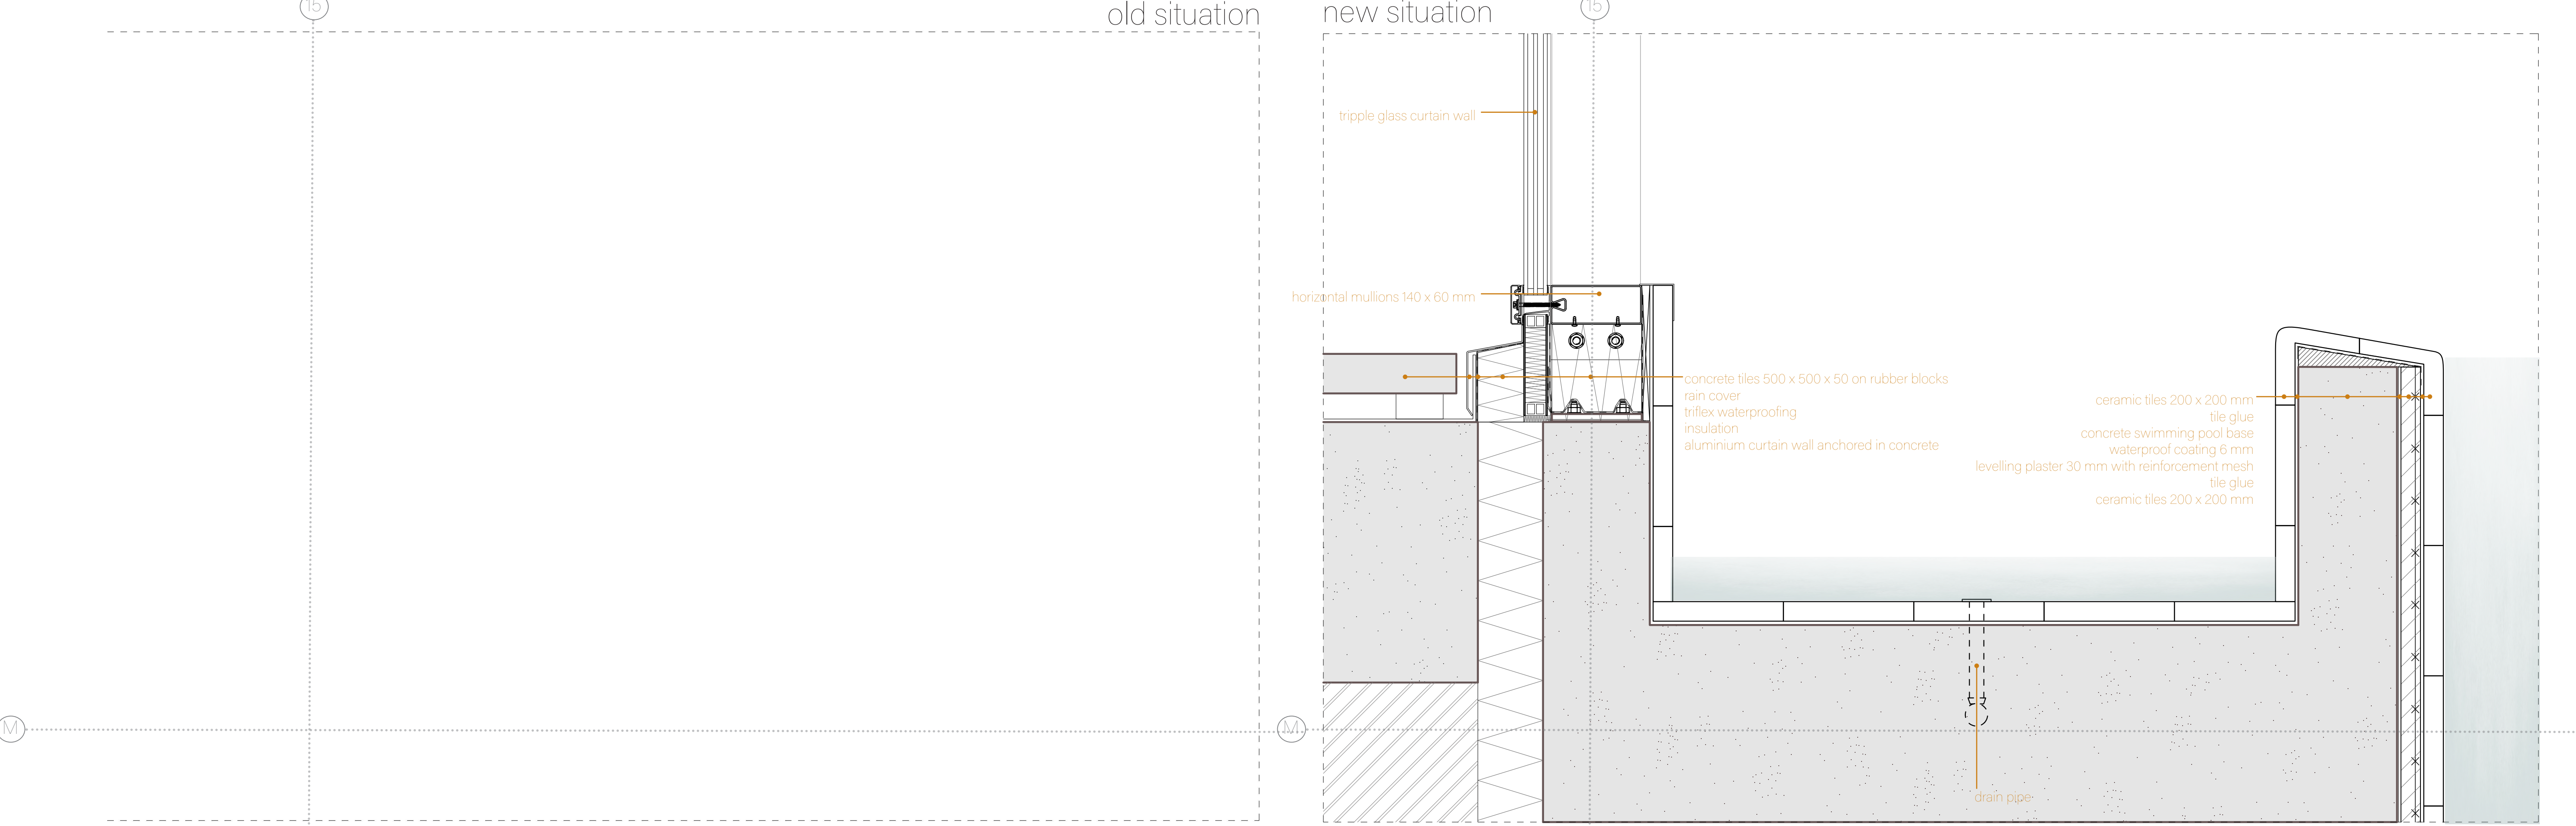 15
old situation
new situation
15
tripple glass curtain wall
horizontal mullions 140 x 60 mm
concrete tiles 500 x 500 x 50 on rubber blocks
rain cover
triflex waterproofing
insulation
aluminium curtain wall anchored in concrete
ceramic tiles 200 x 200 mm
tile glue
concrete swimming pool base
waterproof coating 6 mm
levelling plaster 30 mm with reinforcement mesh
tile glue
ceramic tiles 200 x 200 mm
M
M
drain pipe